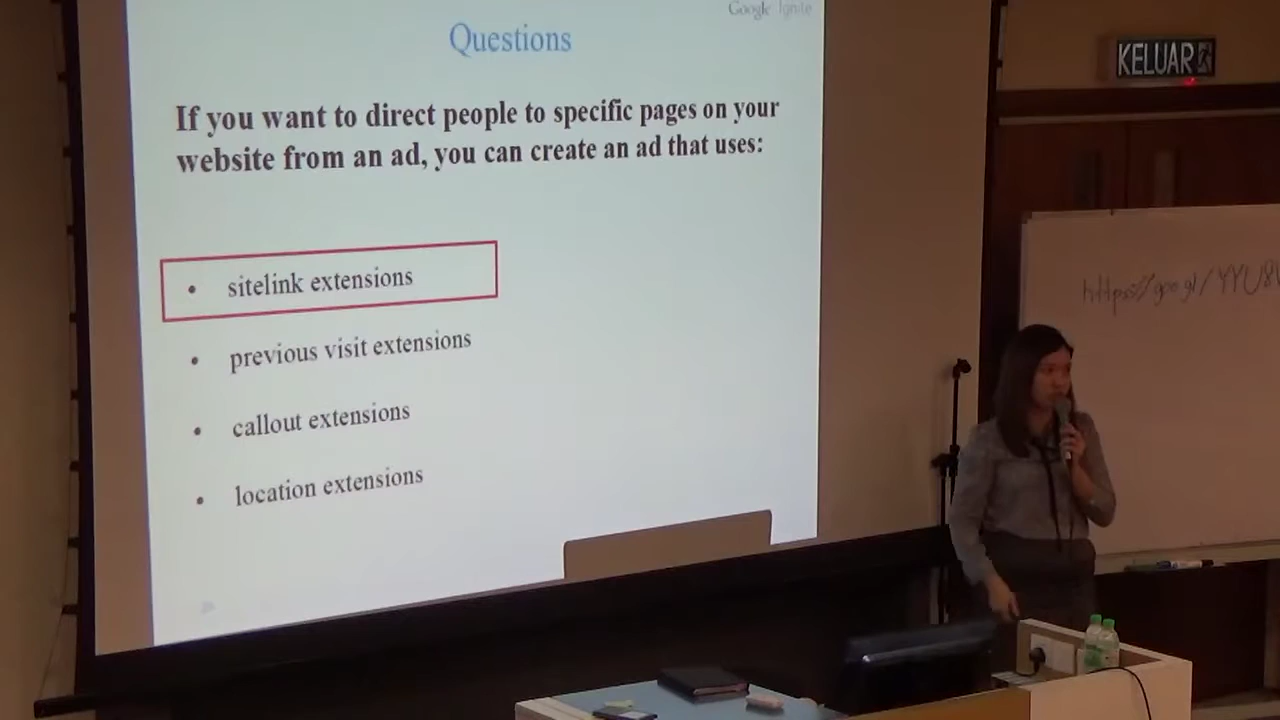 Google Ignite
Questions
If you want to direct people to specific pages on your
website from an ad, you can create an ad that uses:
• sitelink extensions
• previous visit extensions
• callout extensions
• location extensions
KELUAR